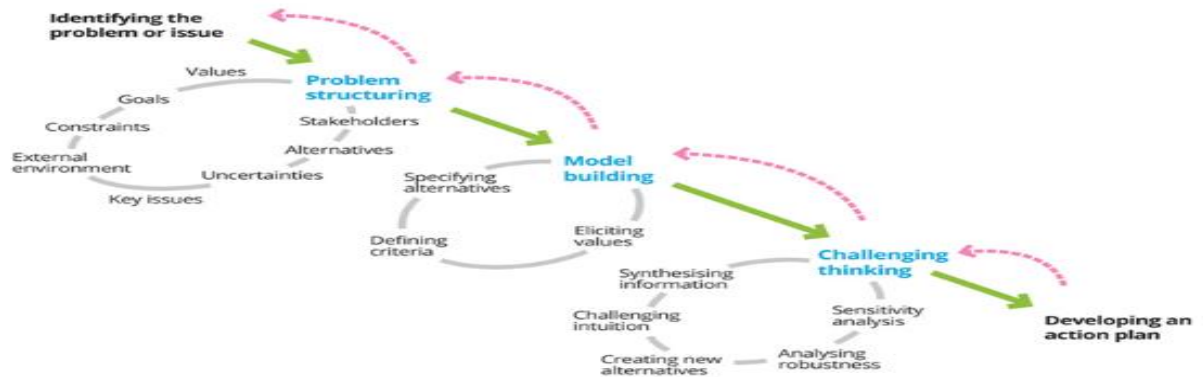 Identifying the
problem or issue
Values
Goals
Constraints
External
environment
Key issues
Uncertainties
Alternatives
Stakeholders
Problem
structuring
Model
building
Specifying
alternatives
Defining
criteria
Eliciting
values
Challenging
thinking
Synthesising
information
Challenging
intuition
Creating new
alternatives
Analysing
robustness
Sensitivity
analysis
Developing an
action plan